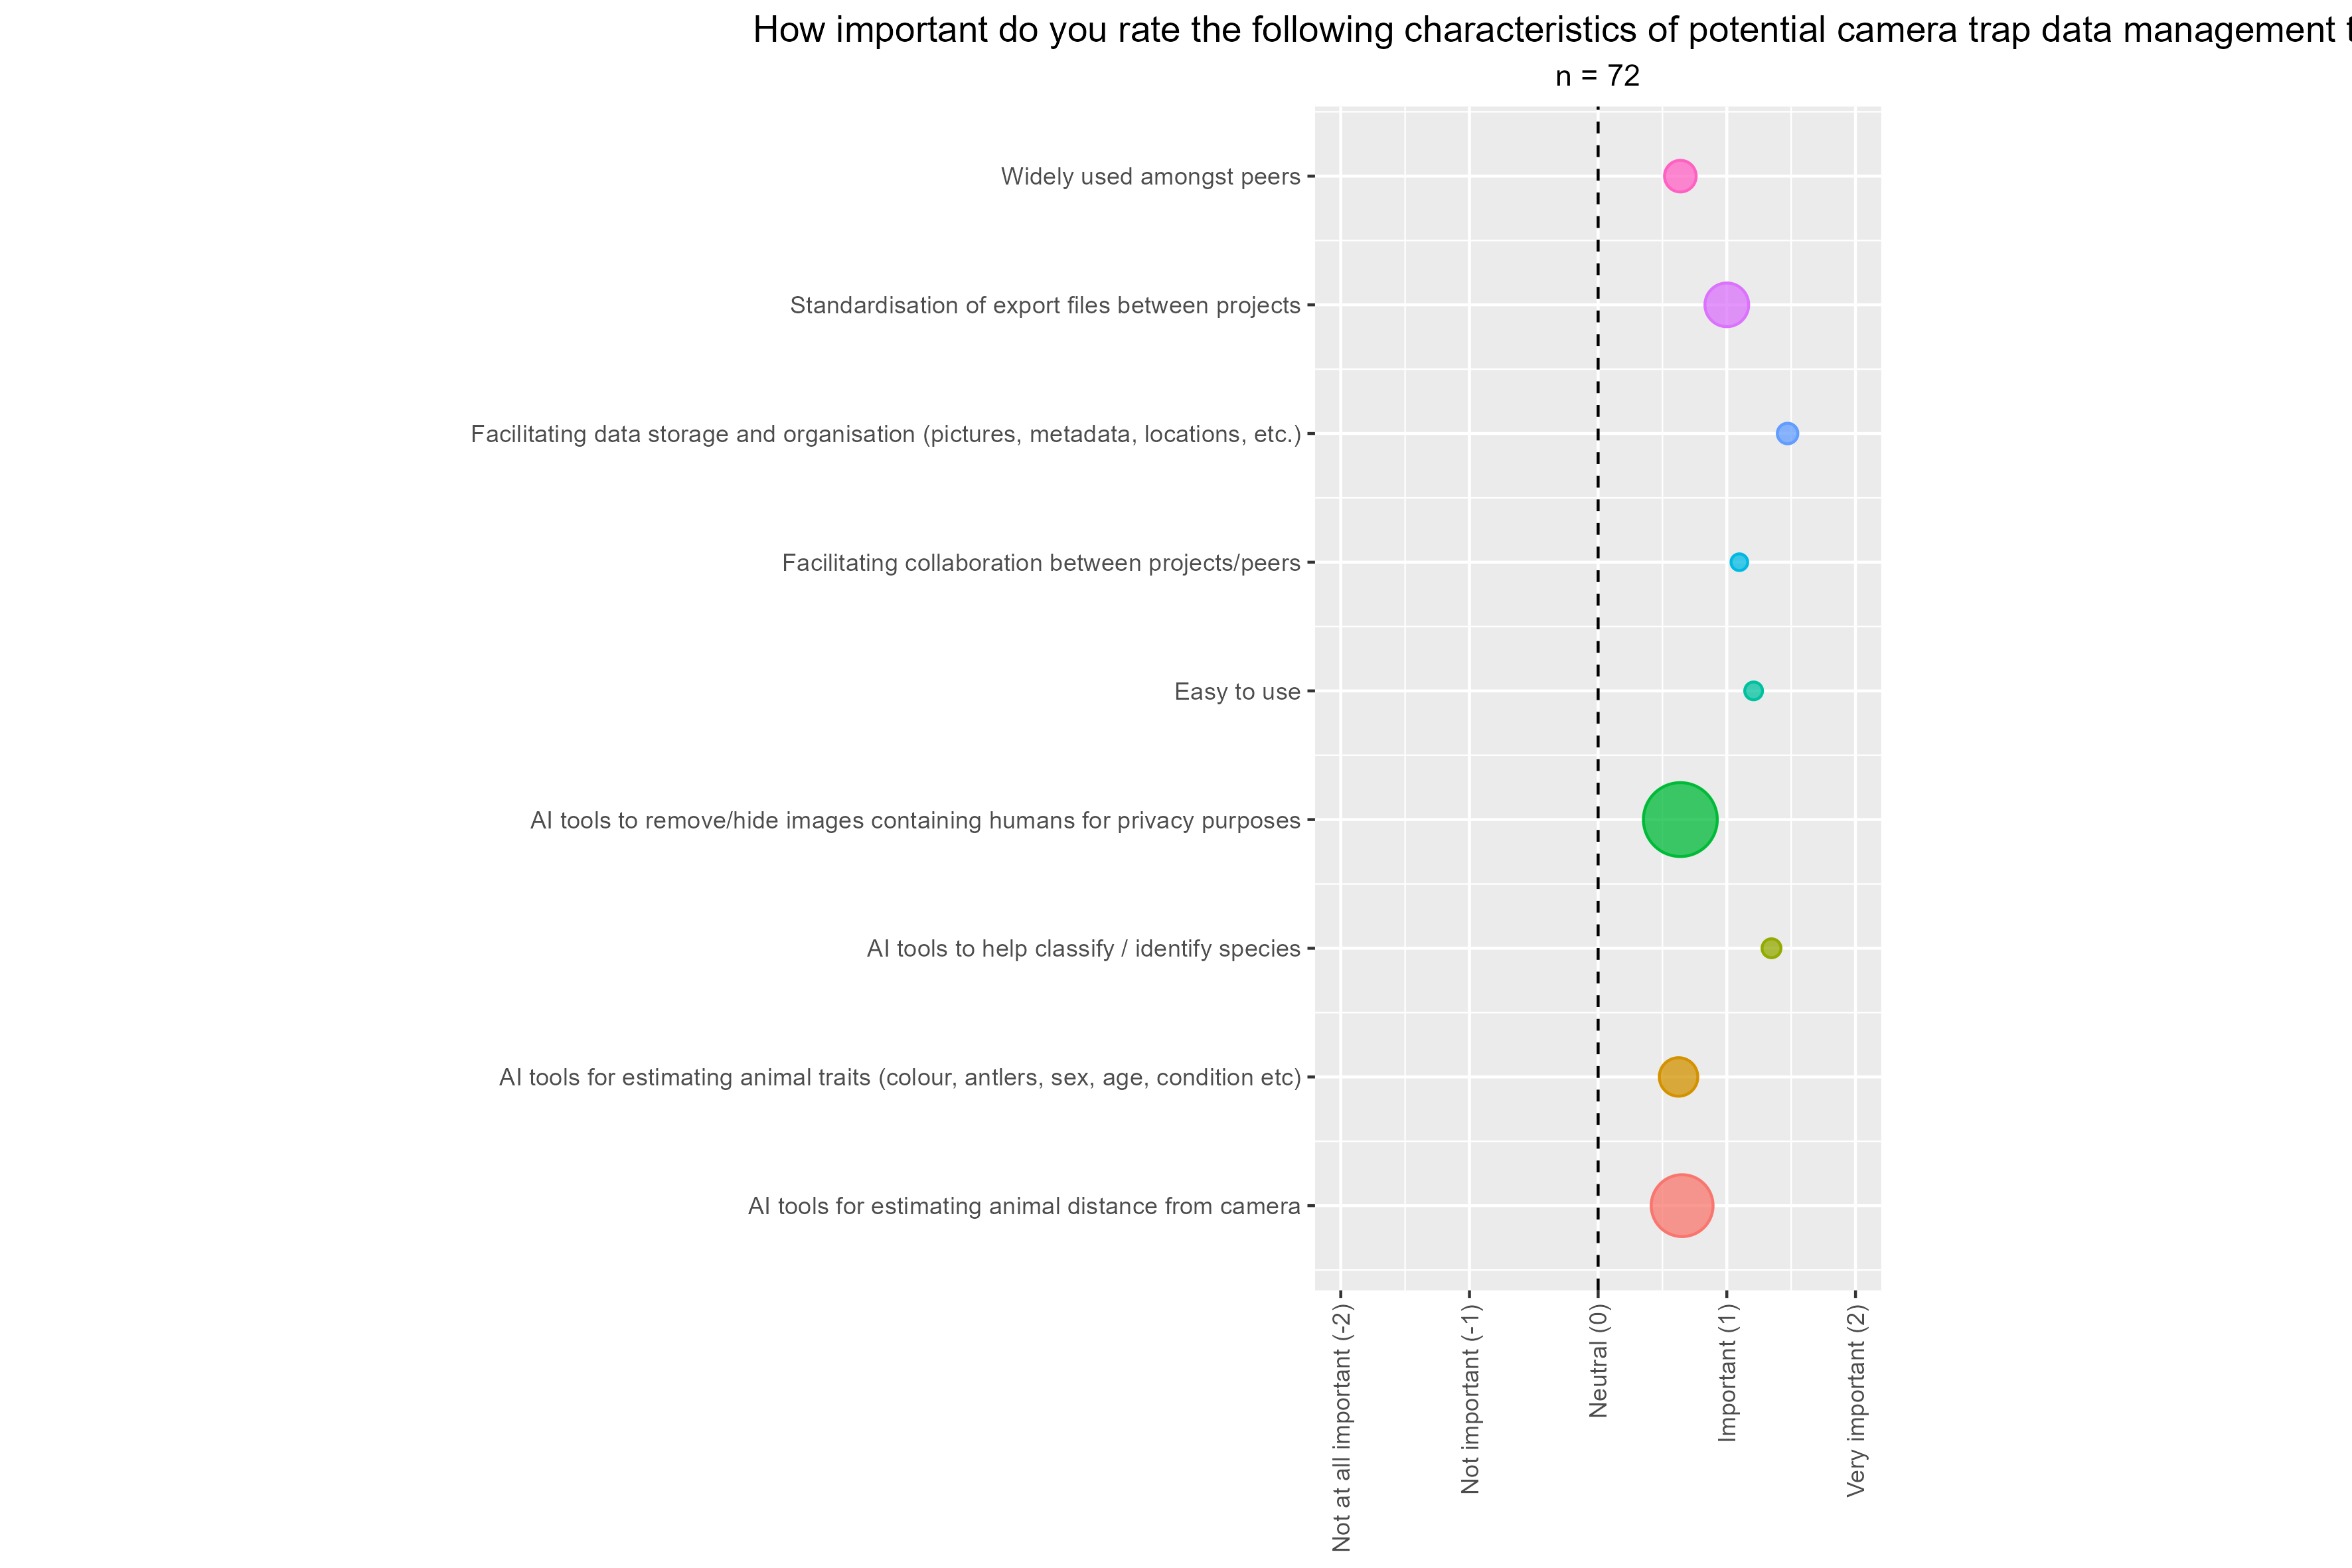 How important do you rate the following characteristics of potential camera trap data management
n = 72
Widely used amongst peers
Standardisation of export files between projects
Facilitating data storage and organisation (pictures, metadata, locations, etc.)
Facilitating collaboration between projects/peers
Easy to use
AI tools to remove/hide images containing humans for privacy purposes
AI tools to help classify / identify species
AI tools for estimating animal traits (colour, antlers, sex, age, condition etc)
AI tools for estimating animal distance from camera
Not at all important (-2)
Not important (-1)
Neutral (0)
Important (1)
Very important (2)